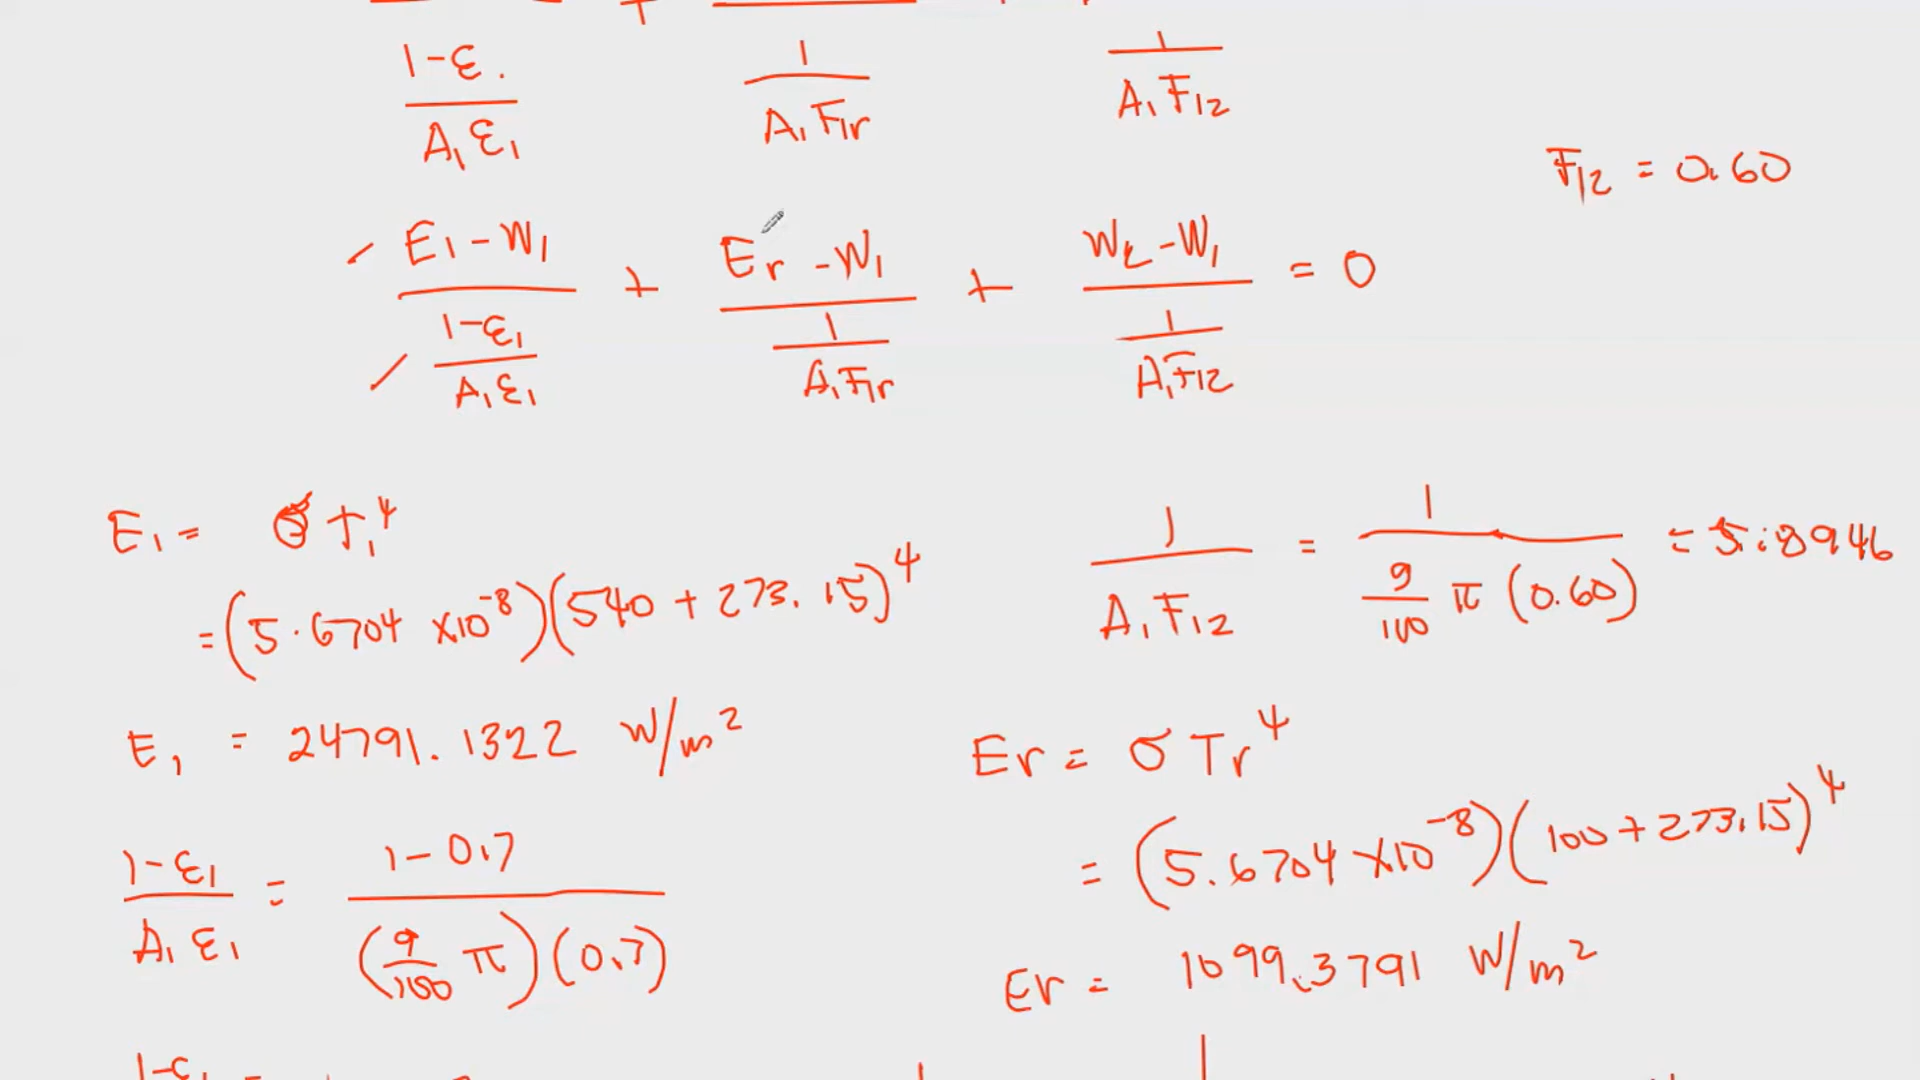 (1-ε.)/(A₁ε₁) + 1/(A₁F₁r) 1/(A₁F₁₂)
F₁₂ = 0.60
(E₁-W₁)/((1-ε₁)/(A₁ε₁)) + (Er-W₁)/(1/(A₁F₁r)) + (W₂-W₁)/(1/(A₁F₁₂)) = 0
E₁ = σT₁⁴
= (5.6704 x10⁻⁸)(540 + 273.15)⁴
E₁ = 24791.1322 W/m²
(1-ε₁)/(A₁ε₁) = (1-0.7)/((9/100 π)(0.7))
1/(A₁F₁₂) = 1/(9/100 π (0.60)) = 5.8946
Er = σTr⁴
= (5.6704 x10⁻⁸)(100 + 273.15)⁴
Er = 1099.3791 W/m²